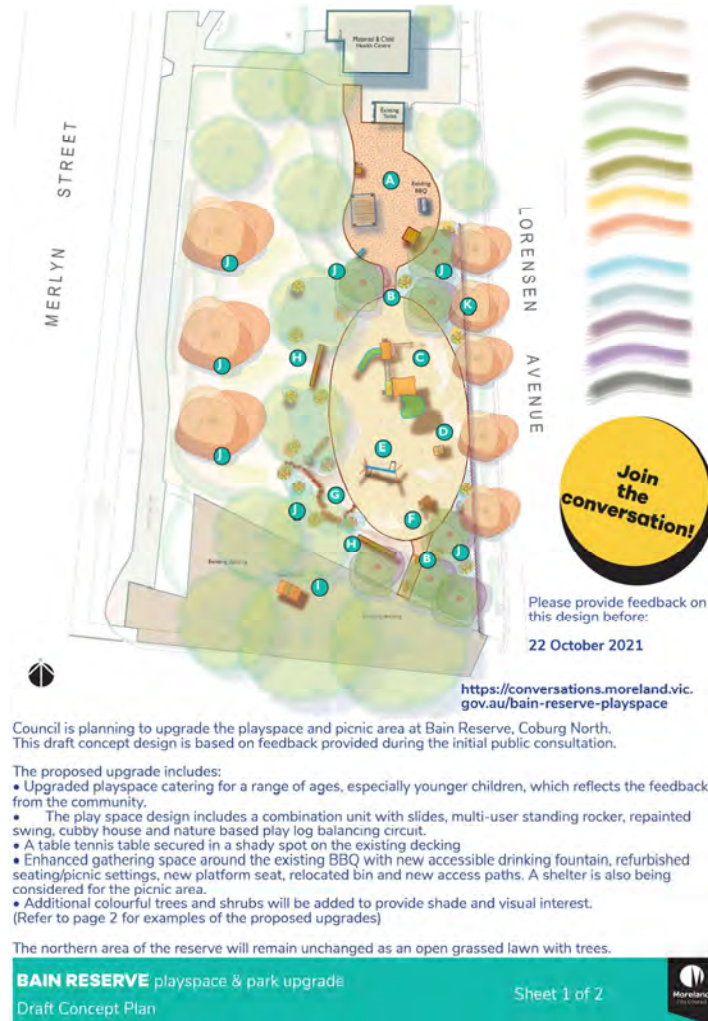 Maternal & Child
Health Centre
Existing
Toilet
A
Existing
BBQ
MERLYN STREET
LORENSEN AVENUE
J
J
J
B
K
J
H
C
D
J
E
G
J
F
H
B
J
Existing decking
I
Existing decking
Join
the
conversation!
Please provide feedback on
this design before:
22 October 2021
https://conversations.moreland.vic.
gov.au/bain-reserve-playspace
Council is planning to upgrade the playspace and picnic area at Bain Reserve, Coburg North.
This draft concept design is based on feedback provided during the initial public consultation.
The proposed upgrade includes:
• Upgraded playspace catering for a range of ages, especially younger children, which reflects the feedback
from the community.
• The play space design includes a combination unit with slides, multi-user standing rocker, repainted
swing, cubby house and nature based play log balancing circuit.
• A table tennis table secured in a shady spot on the existing decking
• Enhanced gathering space around the existing BBQ with new accessible drinking fountain, refurbished
seating/picnic settings, new platform seat, relocated bin and new access paths. A shelter is also being
considered for the picnic area.
• Additional colourful trees and shrubs will be added to provide shade and visual interest.
(Refer to page 2 for examples of the proposed upgrades)
The northern area of the reserve will remain unchanged as an open grassed lawn with trees.
BAIN RESERVE playspace & park upgrade
Draft Concept Plan
Sheet 1 of 2
Moreland
City Council